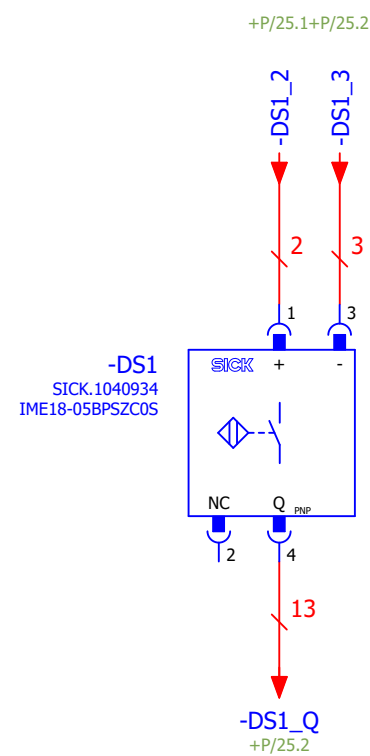 +P/25.1+P/25.2
-DS1_2
-DS1_3
2
3
1
3
-DS1
SICK.1040934
IME18-05BPSZC0S
SICK
+
-
NC
Q
PNP
2
4
13
-DS1_Q
+P/25.2